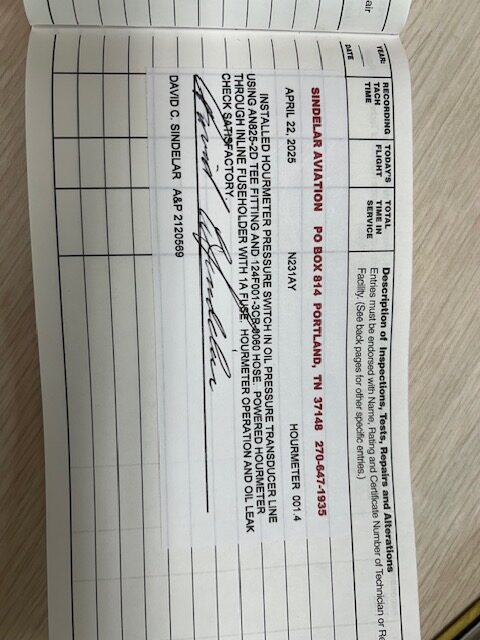 air
YEAR:
DATE
RECORDING
TACH
TIME
TODAY'S
FLIGHT
TOTAL
TIME IN
SERVICE
Description of Inspections, Tests, Repairs and Alterations
Entries must be endorsed with Name, Rating and Certificate Number of Technician or Re
Facility. (See back pages for other specific entries.)
SINDELAR AVIATION PO BOX 814 PORTLAND, TN 37148 270-647-1935
APRIL 22, 2025 N231AY HOURMETER 001.4
INSTALLED HOURMETER PRESSURE SWITCH IN OIL PRESSURE TRANSDUCER LINE
USING AN825-2D TEE FITTING AND 124F001-3CR-0060 HOSE. POWERED HOURMETER
THROUGH INLINE FUSEHOLDER WITH 1A FUSE. HOURMETER OPERATION AND OIL LEAK
CHECK SATISFACTORY.
David C Sindelar
DAVID C. SINDELAR A&P 2120569